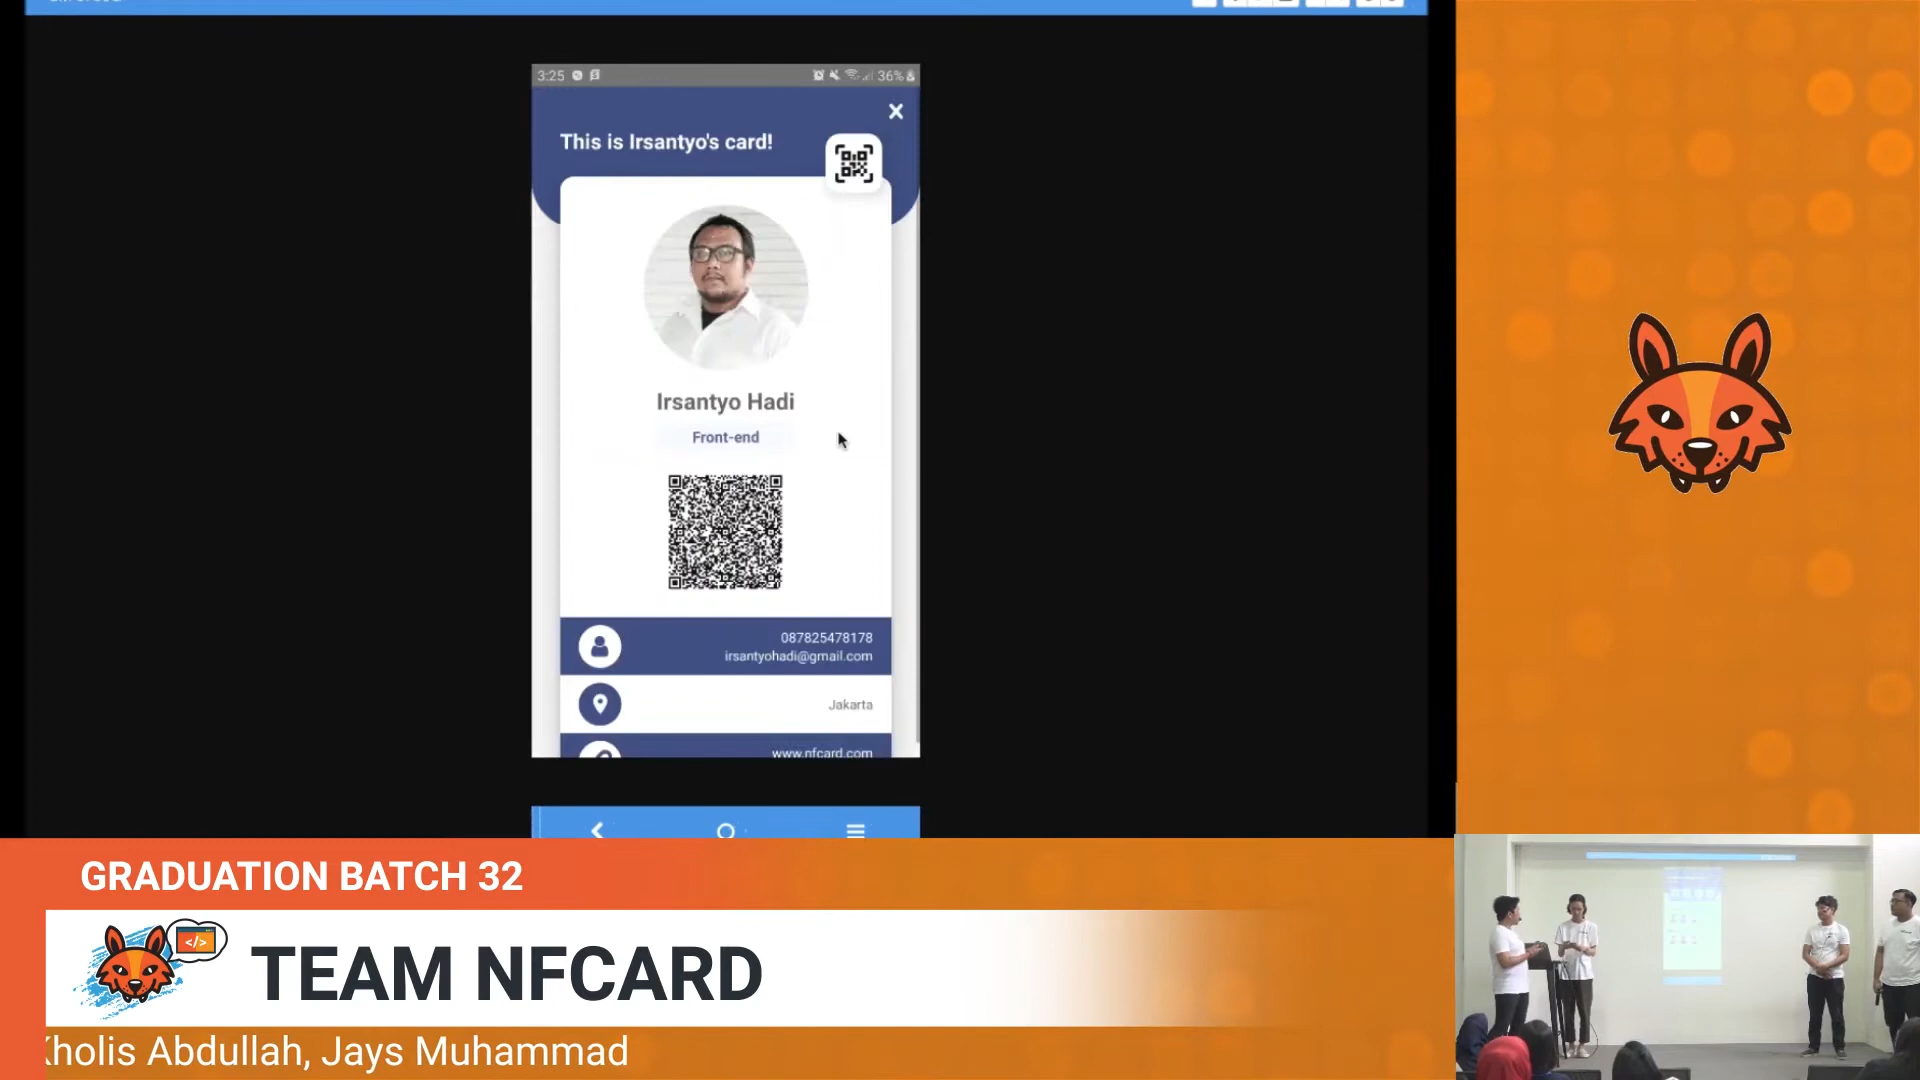 3:25
36%
This is Irsantyo's card!
Irsantyo Hadi
Front-end
087825478178
irsantyohadi@gmail.com
Jakarta
www.nfcard.com
GRADUATION BATCH 32
</>
TEAM NFCARD
Kholis Abdullah, Jays Muhammad